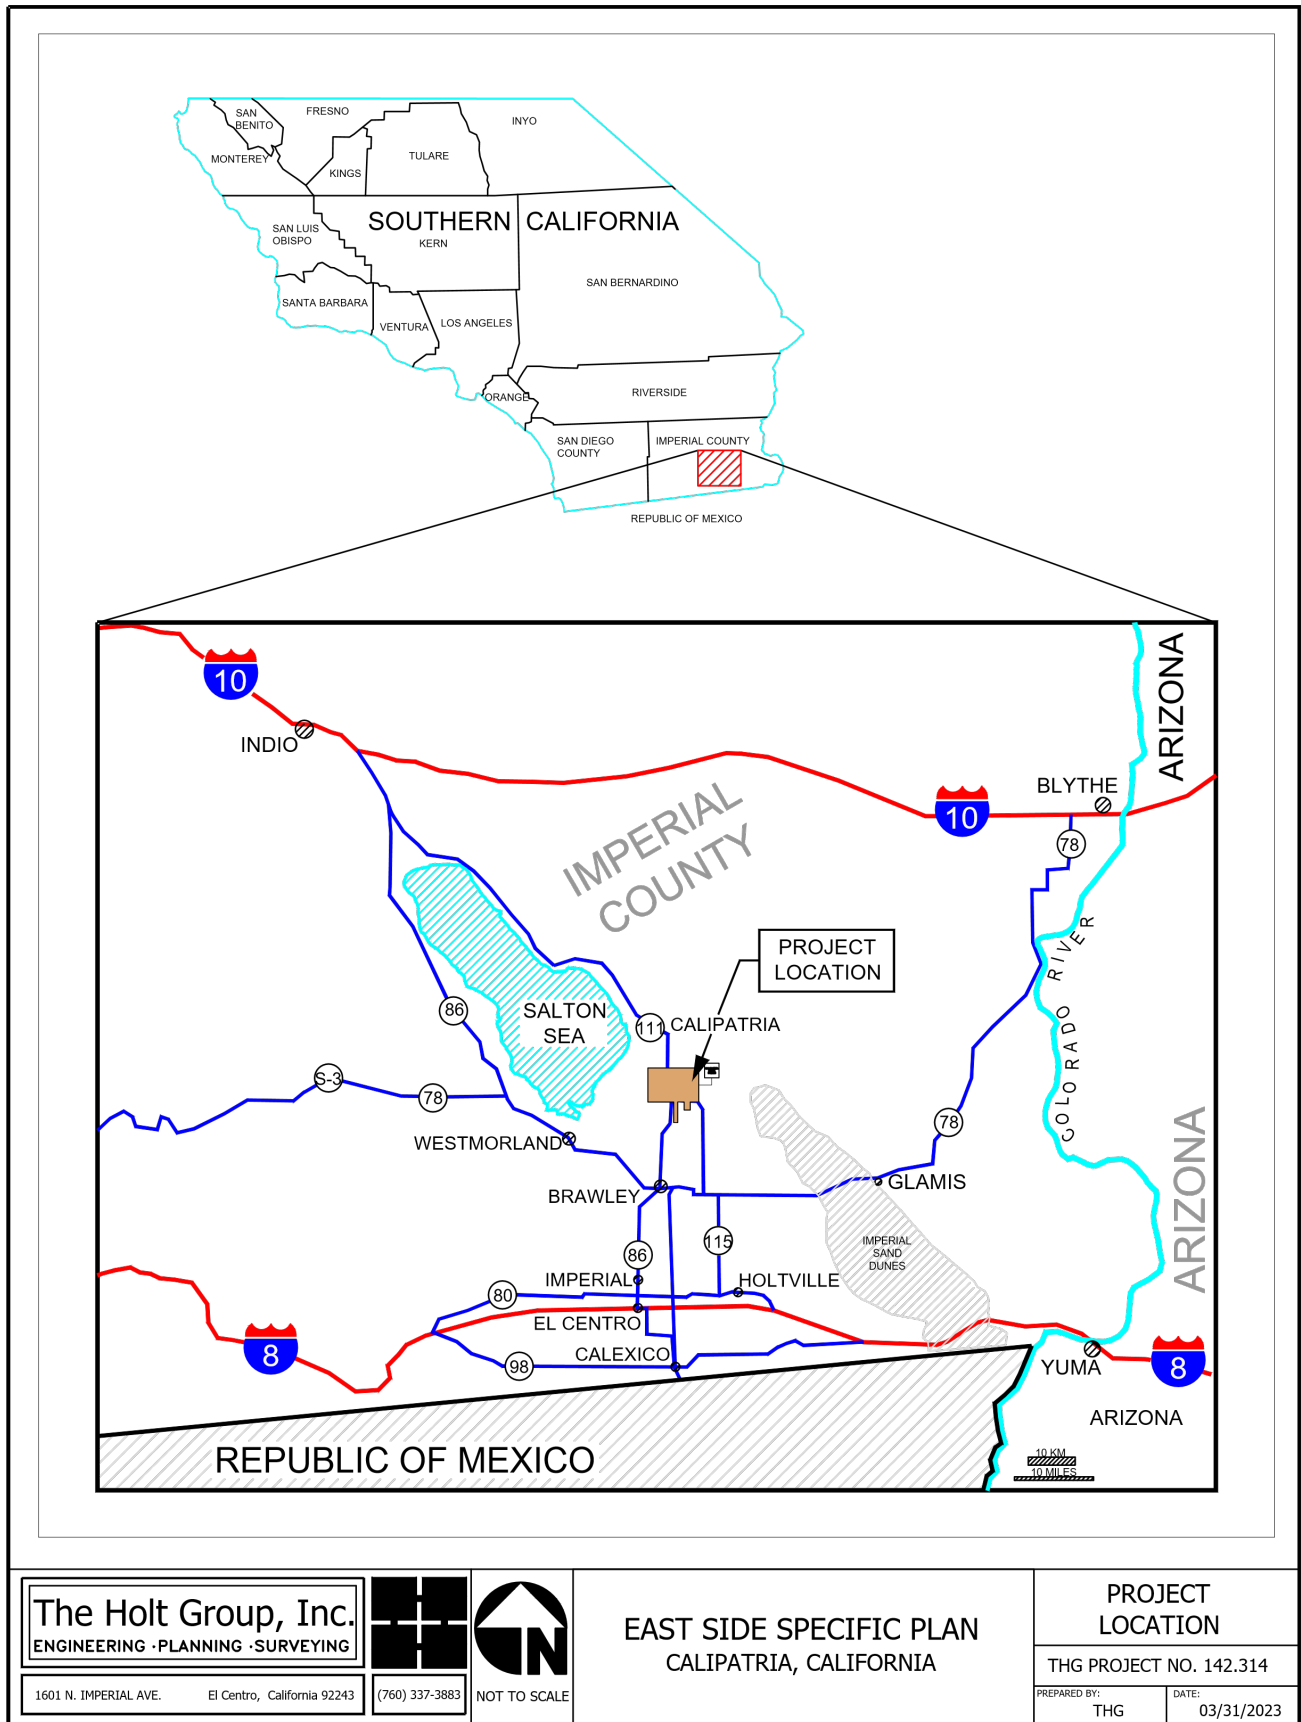 SAN
BENITO
FRESNO
INYO
MONTEREY
KINGS
TULARE
SOUTHERN CALIFORNIA
SAN LUIS
OBISPO
KERN
SAN BERNARDINO
SANTA BARBARA
VENTURA
LOS ANGELES
ORANGE
RIVERSIDE
SAN DIEGO
COUNTY
IMPERIAL COUNTY
REPUBLIC OF MEXICO
10
INDIO
ARIZONA
BLYTHE
10
78
IMPERIAL
COUNTY
PROJECT
LOCATION
COLORADO RIVER
86
SALTON
SEA
111
CALIPATRIA
S-3
78
78
WESTMORLAND
BRAWLEY
GLAMIS
ARIZONA
86
115
IMPERIAL
SAND
DUNES
IMPERIAL
HOLTVILLE
80
EL CENTRO
8
CALEXICO
98
YUMA
8
ARIZONA
REPUBLIC OF MEXICO
10 KM
10 MILES
The Holt Group, Inc.
ENGINEERING · PLANNING · SURVEYING
1601 N. IMPERIAL AVE. El Centro, California 92243
(760) 337-3883
N
NOT TO SCALE
EAST SIDE SPECIFIC PLAN
CALIPATRIA, CALIFORNIA
PROJECT
LOCATION
THG PROJECT NO. 142.314
PREPARED BY:
THG
DATE:
03/31/2023